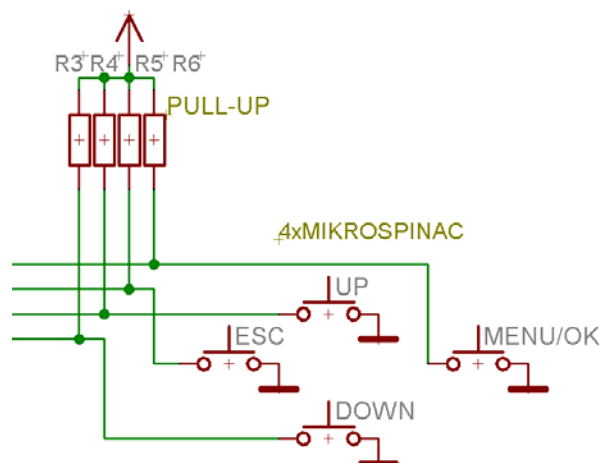 R3 R4 R5 R6
PULL-UP
4xMIKROSPINAC
UP
ESC
MENU/OK
DOWN